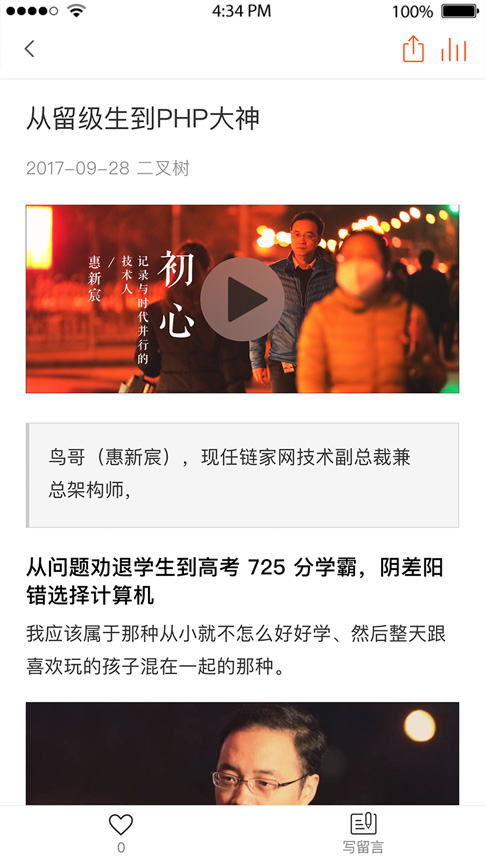 4:34 PM
100%
从留级生到PHP大神
2017-09-28 二叉树
初心
记录与时代并行的
技术人
/
惠新宸
鸟哥（惠新宸），现任链家网技术副总裁兼
总架构师，
从问题劝退学生到高考 725 分学霸，阴差阳
错选择计算机
我应该属于那种从小就不怎么好好学、然后整天跟
喜欢玩的孩子混在一起的那种。
0
写留言